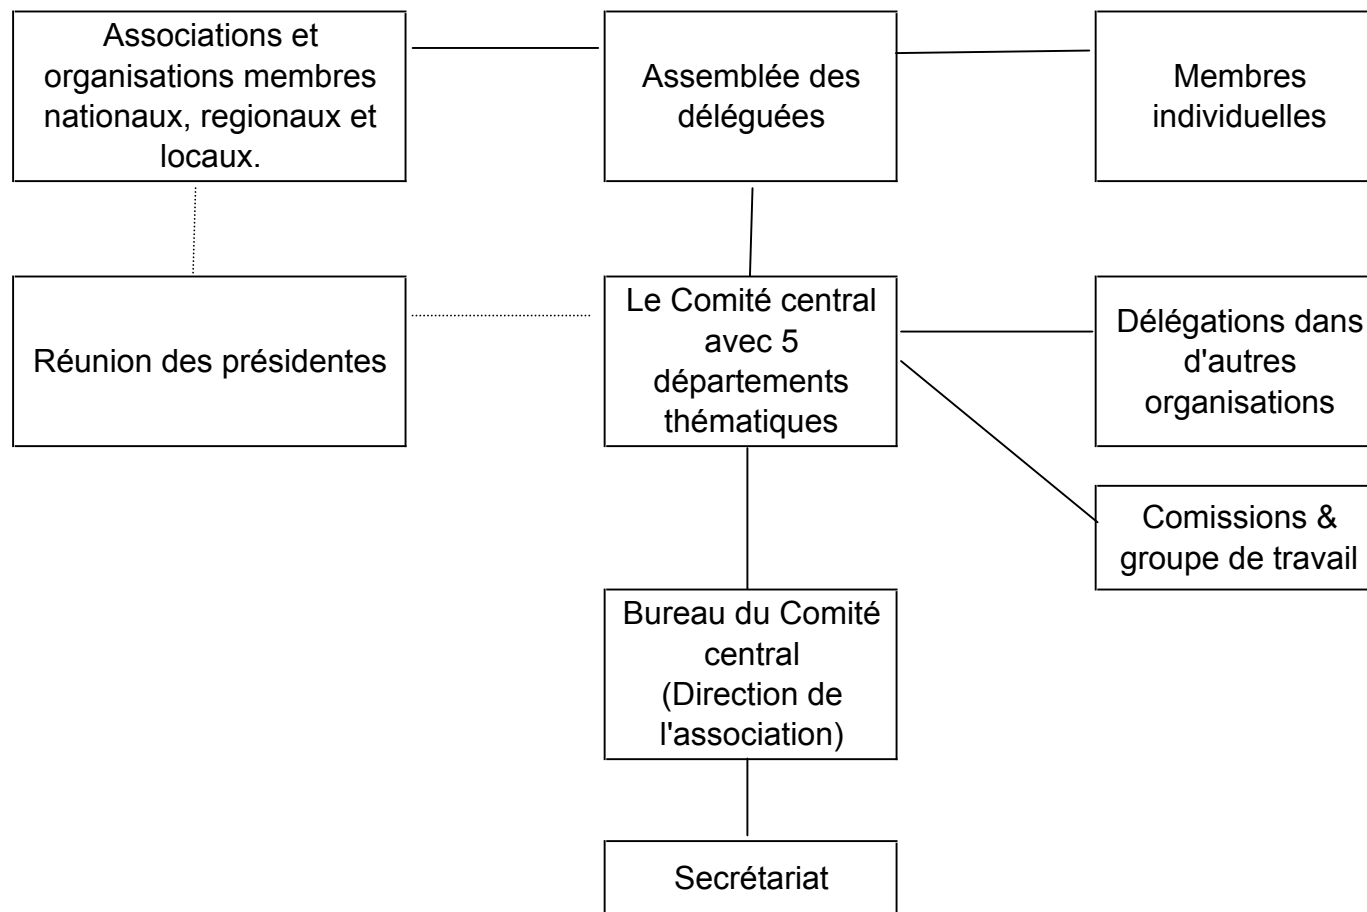 Associations et
organisations membres
nationaux, regionaux et
locaux.
Assemblée des
déléguées
Membres
individuelles
Réunion des présidentes
Le Comité central
avec 5
départements
thématiques
Délégations dans
d'autres
organisations
Comissions &
groupe de travail
Bureau du Comité
central
(Direction de
l'association)
Secrétariat